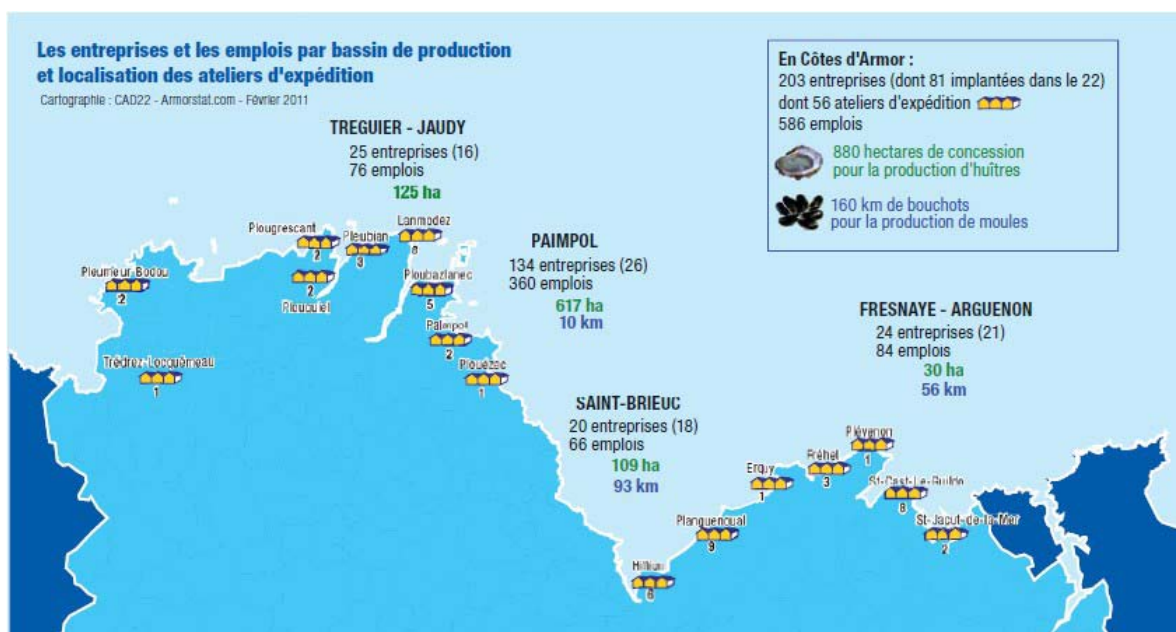 Les entreprises et les emplois par bassin de production
et localisation des ateliers d'expédition
Cartographie : CAD22 - Armorstat.com - Février 2011
En Côtes d'Armor :
203 entreprises (dont 81 implantées dans le 22)
dont 56 ateliers d'expédition
586 emplois
880 hectares de concession
pour la production d'huîtres
160 km de bouchots
pour la production de moules
TREGUIER - JAUDY
25 entreprises (16)
76 emplois
125 ha
Lanmodez
Plougrescant
2
Pleubian
3
PAIMPOL
134 entreprises (26)
360 emplois
617 ha
10 km
Pleumeur-Bodou
2
2
Plouguiel
Ploubazlanec
5
FRESNAYE - ARGUENON
24 entreprises (21)
84 emplois
30 ha
56 km
Paimpol
2
Trédrez-Locquémeau
1
Plouézec
1
SAINT-BRIEUC
20 entreprises (18)
66 emplois
109 ha
93 km
Plévenon
1
Fréhel
3
Erquy
1
St-Cast-Le-Guildo
8
Planguenoual
9
St-Jacut-de-la-Mer
2
Hillion